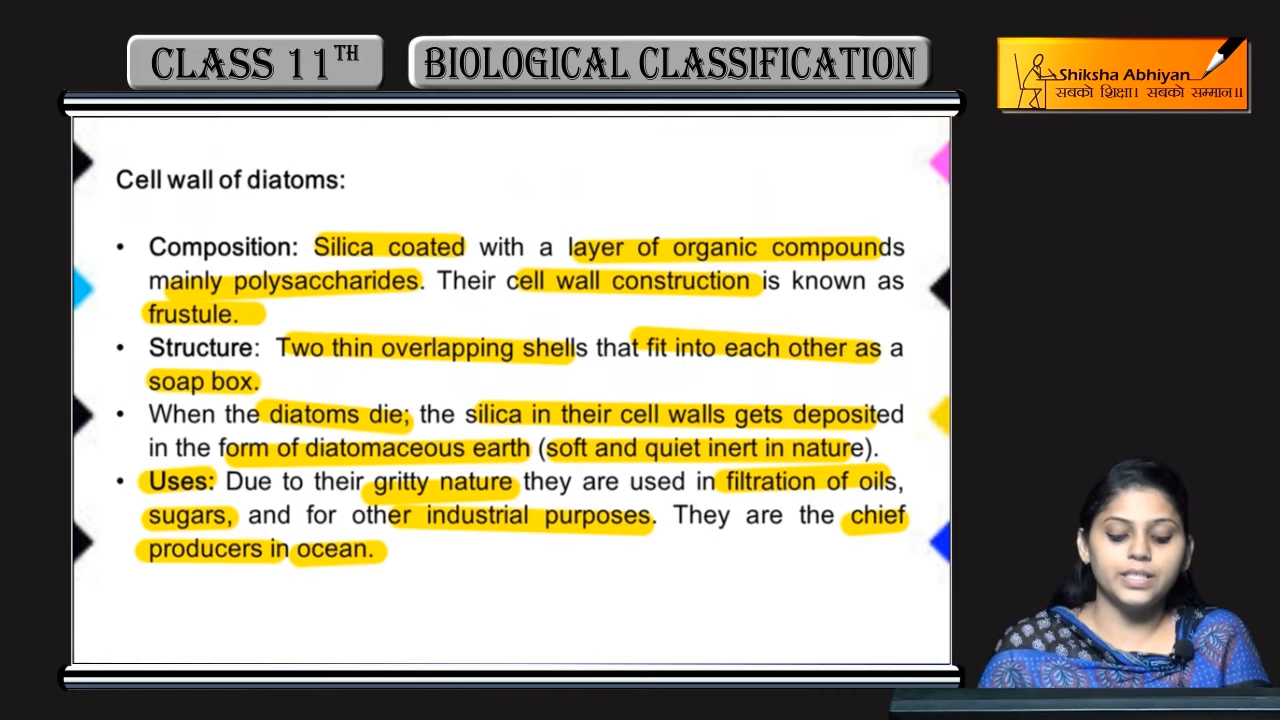 CLASS 11TH
BIOLOGICAL CLASSIFICATION
Shiksha Abhiyan
सबको शिक्षा। सबको सम्मान॥
Cell wall of diatoms:
• Composition: Silica coated with a layer of organic compounds
mainly polysaccharides. Their cell wall construction is known as
frustule.
• Structure: Two thin overlapping shells that fit into each other as a
soap box.
• When the diatoms die; the silica in their cell walls gets deposited
in the form of diatomaceous earth (soft and quiet inert in nature).
• Uses: Due to their gritty nature they are used in filtration of oils,
sugars, and for other industrial purposes. They are the chief
producers in ocean.